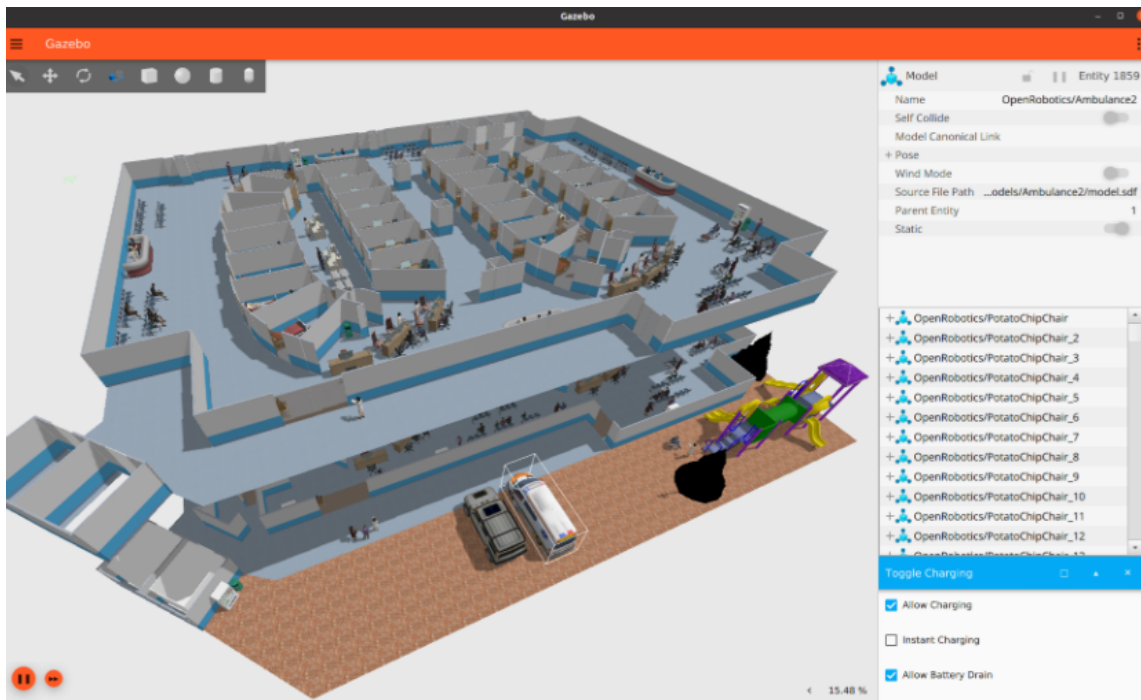 Gazebo
Gazebo
Model Entity 1859
Name OpenRobotics/Ambulance2
Self Collide
Model Canonical Link
+ Pose
Wind Mode
Source File Path ...odels/Ambulance2/model.sdf
Parent Entity 1
Static
+ OpenRobotics/PotatoChipChair
+ OpenRobotics/PotatoChipChair_2
+ OpenRobotics/PotatoChipChair_3
+ OpenRobotics/PotatoChipChair_4
+ OpenRobotics/PotatoChipChair_5
+ OpenRobotics/PotatoChipChair_6
+ OpenRobotics/PotatoChipChair_7
+ OpenRobotics/PotatoChipChair_8
+ OpenRobotics/PotatoChipChair_9
+ OpenRobotics/PotatoChipChair_10
+ OpenRobotics/PotatoChipChair_11
+ OpenRobotics/PotatoChipChair_12
Toggle Charging
Allow Charging
Instant Charging
Allow Battery Drain
< 15.48 %